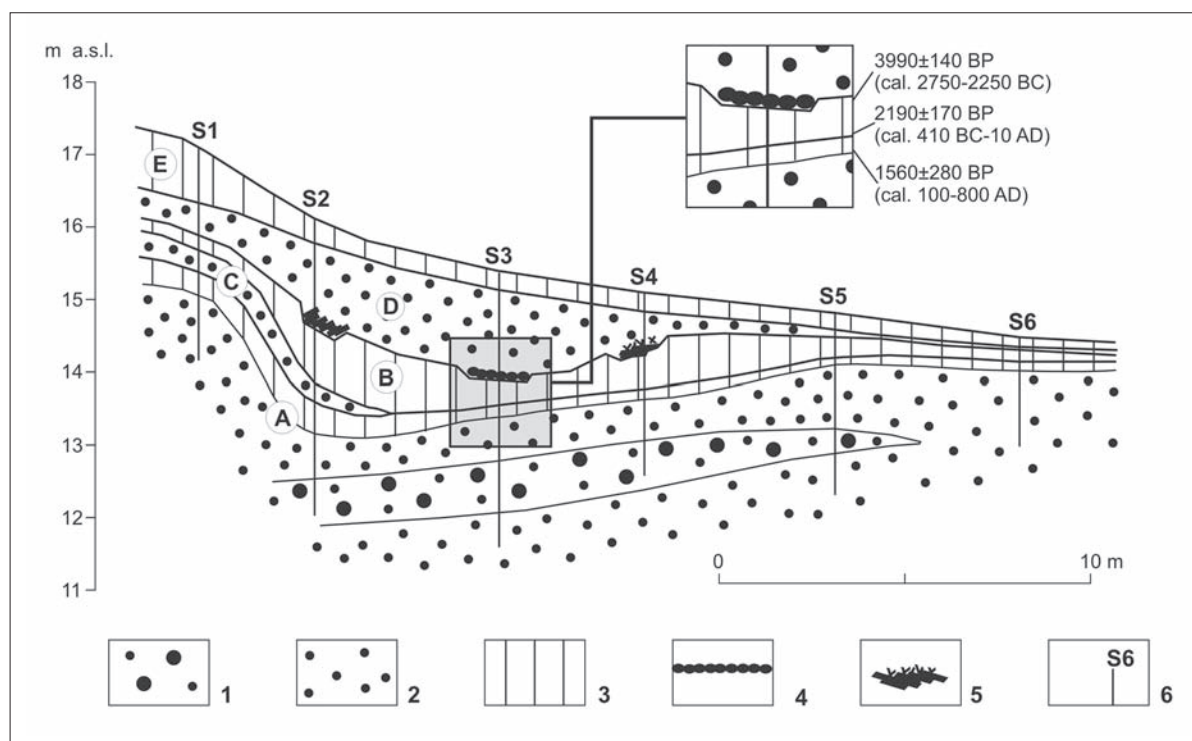 m a.s.l.
18
17
16
15
14
13
12
11
S1
S2
S3
S4
S5
S6
E
C
D
B
A
3990±140 BP
(cal. 2750-2250 BC)
2190±170 BP
(cal. 410 BC-10 AD)
1560±280 BP
(cal. 100-800 AD)
0 10 m
S6
1 2 3 4 5 6